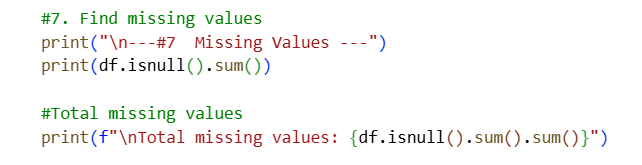 #7. Find missing values
print("\n---#7  Missing Values ---")
print(df.isnull().sum())
#Total missing values
print(f"\nTotal missing values: {df.isnull().sum().sum()}")